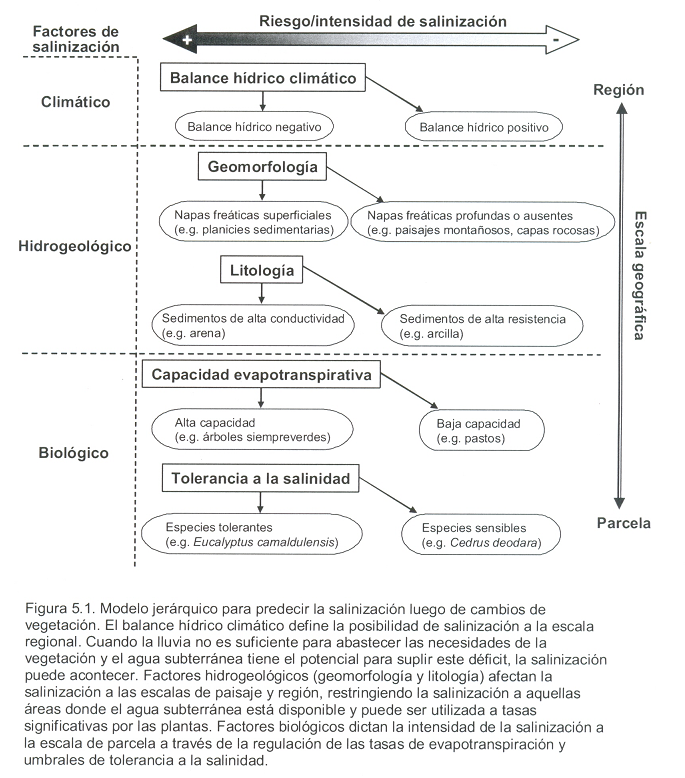 Factores de
salinización
Riesgo/intensidad de salinización
+
-
Climático
Balance hídrico climático
Balance hídrico negativo
Balance hídrico positivo
Región
Hidrogeológico
Geomorfología
Napas freáticas superficiales
(e.g. planicies sedimentarias)
Napas freáticas profundas o ausentes
(e.g. paisajes montañosos, capas rocosas)
Litología
Sedimentos de alta conductividad
(e.g. arena)
Sedimentos de alta resistencia
(e.g. arcilla)
Escala geográfica
Biológico
Capacidad evapotranspirativa
Alta capacidad
(e.g. árboles siempreverdes)
Baja capacidad
(e.g. pastos)
Tolerancia a la salinidad
Especies tolerantes
(e.g. Eucalyptus camaldulensis)
Especies sensibles
(e.g. Cedrus deodara)
Parcela
Figura 5.1. Modelo jerárquico para predecir la salinización luego de cambios de
vegetación. El balance hídrico climático define la posibilidad de salinización a la escala
regional. Cuando la lluvia no es suficiente para abastecer las necesidades de la
vegetación y el agua subterránea tiene el potencial para suplir este déficit, la salinización
puede acontecer. Factores hidrogeológicos (geomorfología y litología) afectan la
salinización a las escalas de paisaje y región, restringiendo la salinización a aquellas
áreas donde el agua subterránea está disponible y puede ser utilizada a tasas
significativas por las plantas. Factores biológicos dictan la intensidad de la salinización a
la escala de parcela a través de la regulación de las tasas de evapotranspiración y
umbrales de tolerancia a la salinidad.